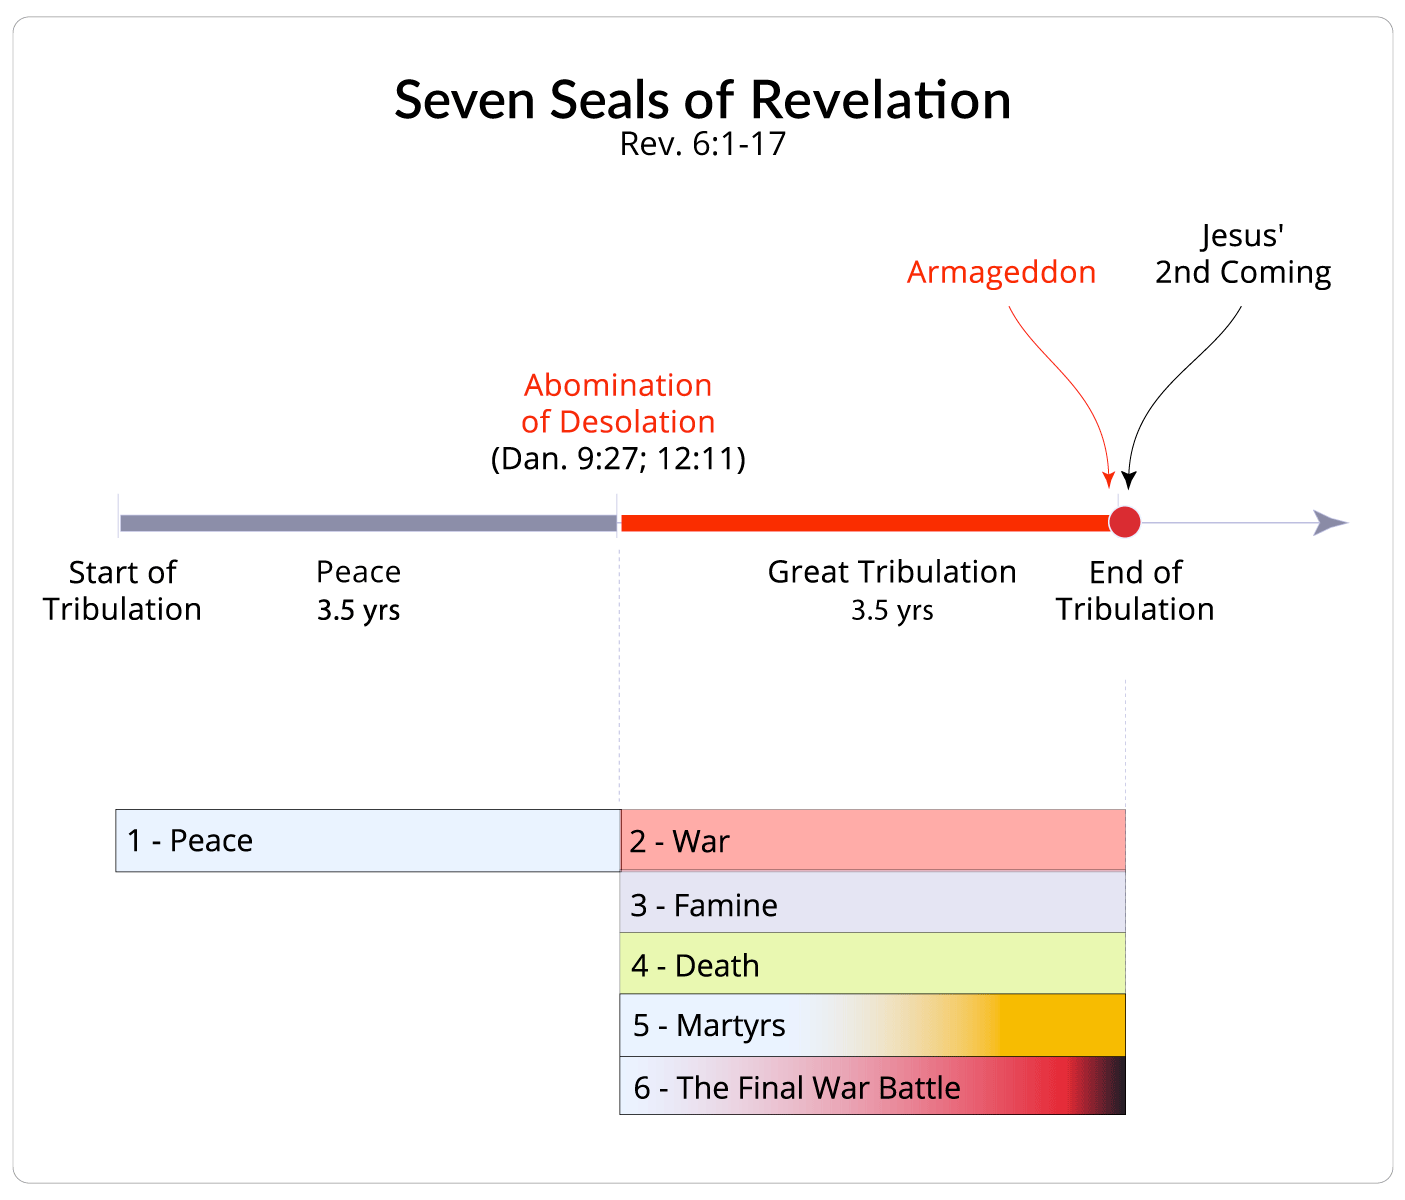 Seven Seals of Revelation
Rev. 6:1-17
Jesus'
2nd Coming
Armageddon
Abomination
of Desolation
(Dan. 9:27; 12:11)
Start of
Tribulation
Peace
3.5 yrs
Great Tribulation
3.5 yrs
End of
Tribulation
1 - Peace
2 - War
3 - Famine
4 - Death
5 - Martyrs
6 - The Final War Battle